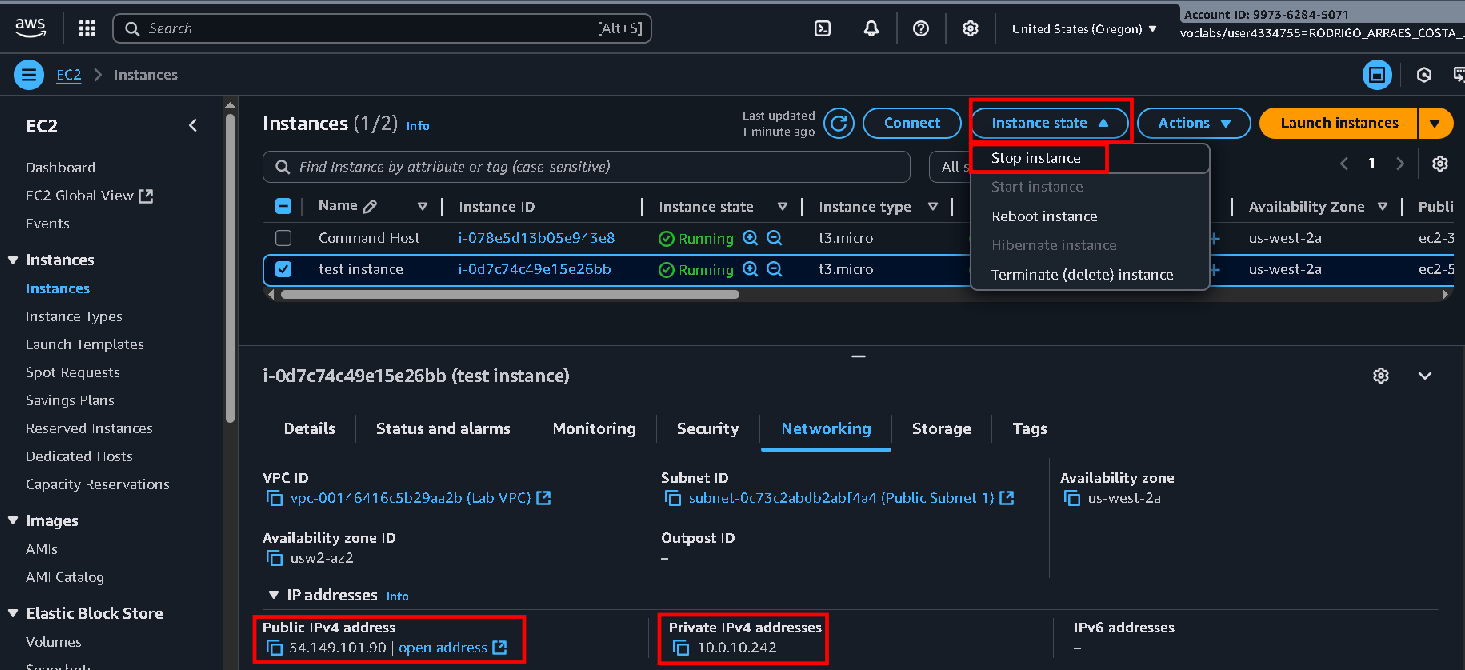 aws
Search [Alt+S]
United States (Oregon)
Account ID: 9973-6284-5071
voclabs/user4334755=RODRIGO_ARRAES_COSTA_...
EC2 > Instances
EC2
Dashboard
EC2 Global View
Events
Instances
Instances
Instance Types
Launch Templates
Spot Requests
Savings Plans
Reserved Instances
Dedicated Hosts
Capacity Reservations
Images
AMIs
AMI Catalog
Elastic Block Store
Volumes
Snapshots
Instances (1/2) Info
Last updated
1 minute ago
Connect
Instance state
Actions
Launch instances
Find Instance by attribute or tag (case-sensitive)
All s
1
Stop instance
Start instance
Reboot instance
Hibernate instance
Terminate (delete) instance
Name Instance ID Instance state Instance type Availability Zone Publi
Command Host i-078e5d13b05e943e8 Running t3.micro us-west-2a ec2-3
test instance i-0d7c74c49e15e26bb Running t3.micro us-west-2a ec2-5
i-0d7c74c49e15e26bb (test instance)
Details Status and alarms Monitoring Security Networking Storage Tags
VPC ID
vpc-00146416c5b29aa2b (Lab VPC)
Subnet ID
subnet-0c73c2abdb2abf4a4 (Public Subnet 1)
Availability zone
us-west-2a
Availability zone ID
usw2-az2
Outpost ID
–
IP addresses Info
Public IPv4 address
54.149.101.90 | open address
Private IPv4 addresses
10.0.10.242
IPv6 addresses
–